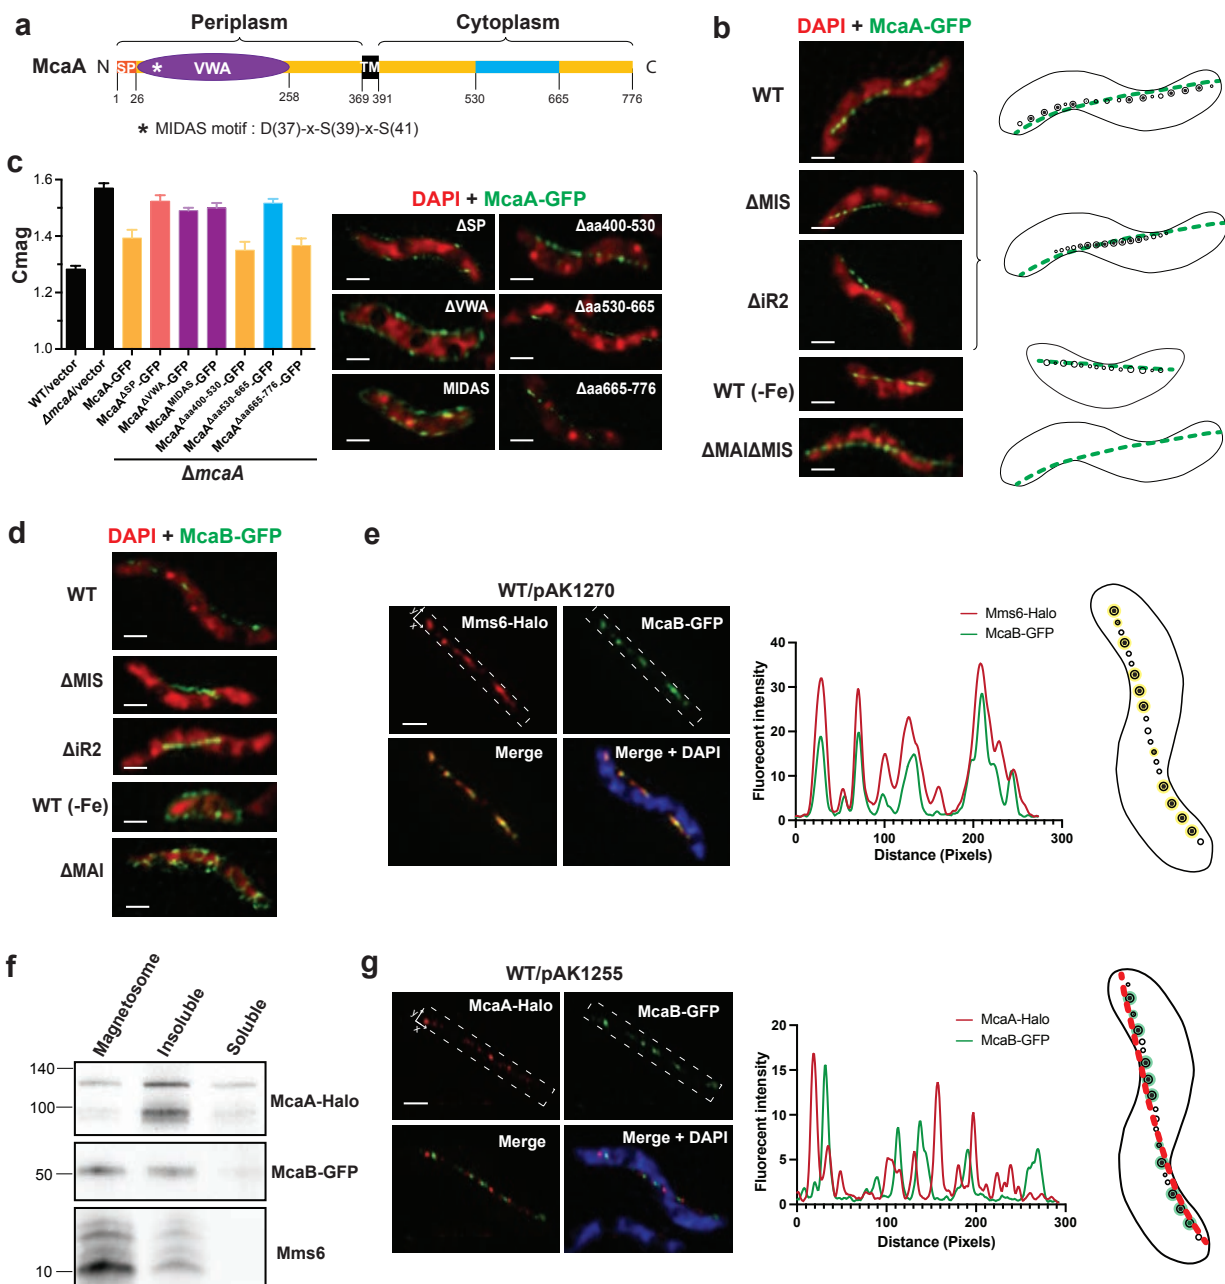 a
Periplasm
Cytoplasm
McaA
N
SP
*
VWA
TM
C
1
26
258
369
391
530
665
776
* MIDAS motif : D(37)-x-S(39)-x-S(41)
b
DAPI + McaA-GFP
WT
ΔMIS
ΔiR2
WT (-Fe)
ΔMAIΔMIS
c
Cmag
1.6
1.4
1.2
1.0
WT/vector
ΔmcaA/vector
McaA-GFP
McaAΔSP-GFP
McaAΔVWA-GFP
McaAMIDAS-GFP
McaAΔaa400-530-GFP
McaAΔaa530-665-GFP
McaAΔaa665-776-GFP
ΔmcaA
DAPI + McaA-GFP
ΔSP
Δaa400-530
ΔVWA
Δaa530-665
MIDAS
Δaa665-776
d
DAPI + McaB-GFP
WT
ΔMIS
ΔiR2
WT (-Fe)
ΔMAI
e
WT/pAK1270
y
x
Mms6-Halo
McaB-GFP
Merge
Merge + DAPI
Mms6-Halo
McaB-GFP
Fluorecent intensity
40
30
20
10
0
0
100
200
300
Distance (Pixels)
f
Magnetosome
Insoluble
Soluble
140
100
McaA-Halo
50
McaB-GFP
10
Mms6
g
WT/pAK1255
y
x
McaA-Halo
McaB-GFP
Merge
Merge + DAPI
McaA-Halo
McaB-GFP
Fluorecent intensity
20
15
10
5
0
0
100
200
300
Distance (Pixels)